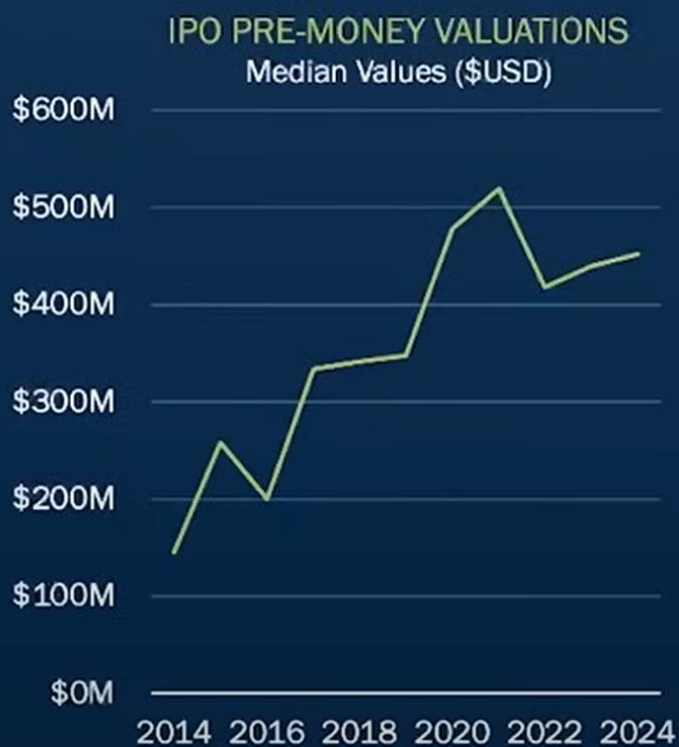 IPO PRE-MONEY VALUATIONS
Median Values ($USD)
$600M
$500M
$400M
$300M
$200M
$100M
$0M
2014 2016 2018 2020 2022 2024